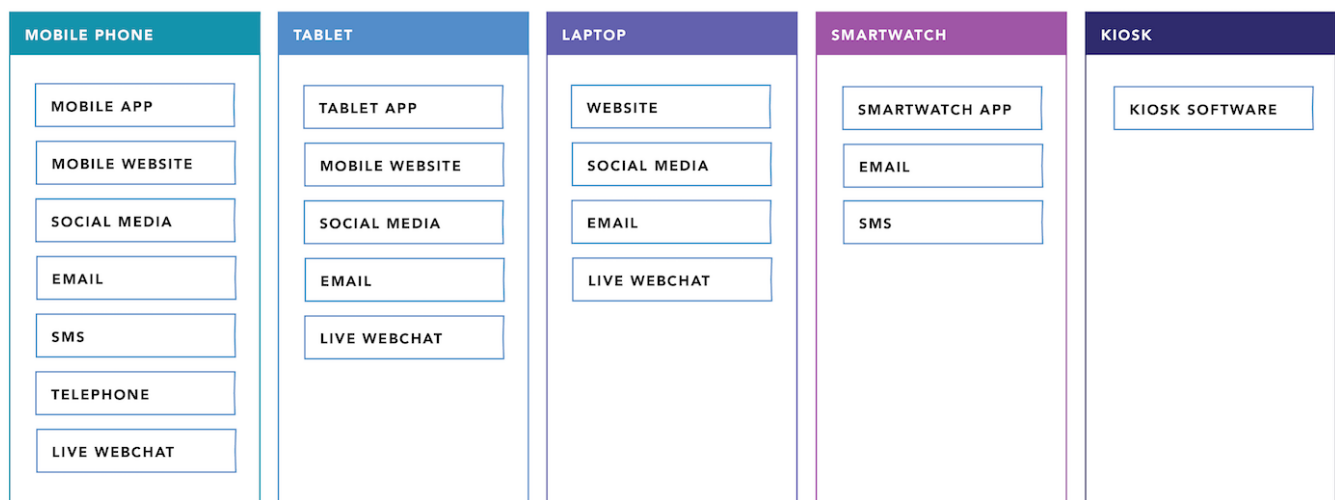 MOBILE PHONE
MOBILE APP
MOBILE WEBSITE
SOCIAL MEDIA
EMAIL
SMS
TELEPHONE
LIVE WEBCHAT
TABLET
TABLET APP
MOBILE WEBSITE
SOCIAL MEDIA
EMAIL
LIVE WEBCHAT
LAPTOP
WEBSITE
SOCIAL MEDIA
EMAIL
LIVE WEBCHAT
SMARTWATCH
SMARTWATCH APP
EMAIL
SMS
KIOSK
KIOSK SOFTWARE